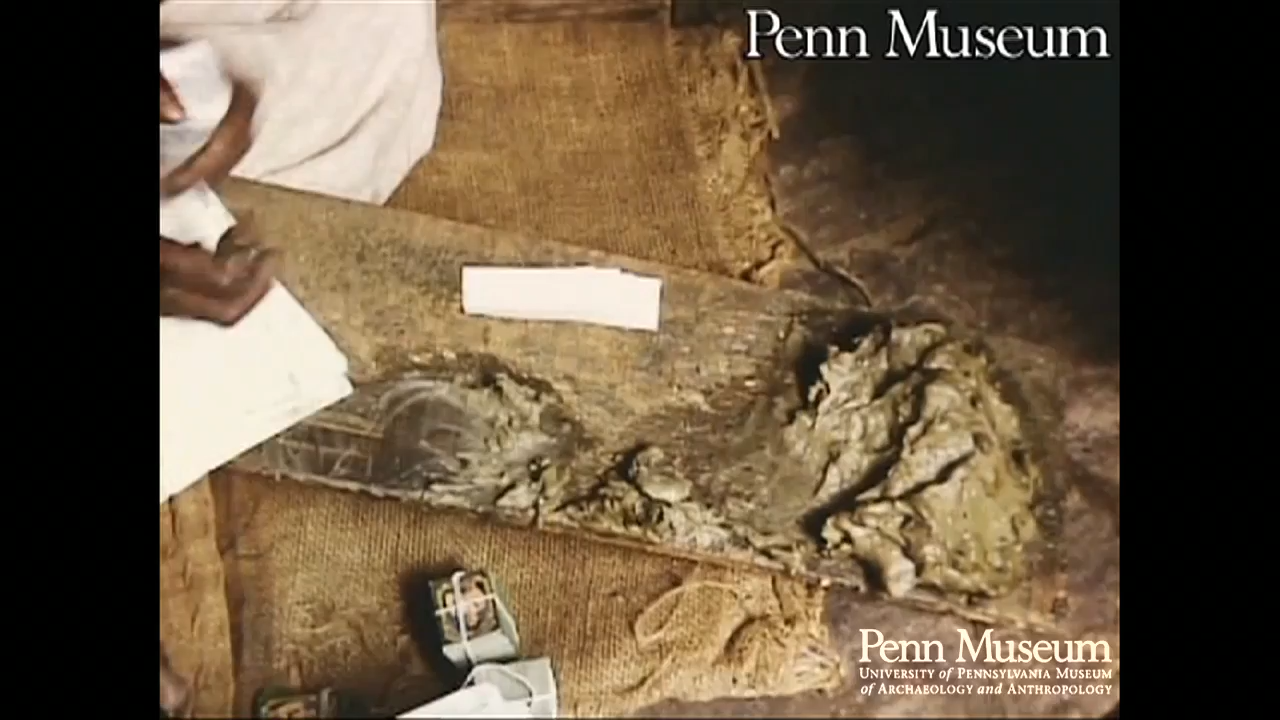 Penn Museum
Penn Museum
University of Pennsylvania Museum
of Archaeology and Anthropology